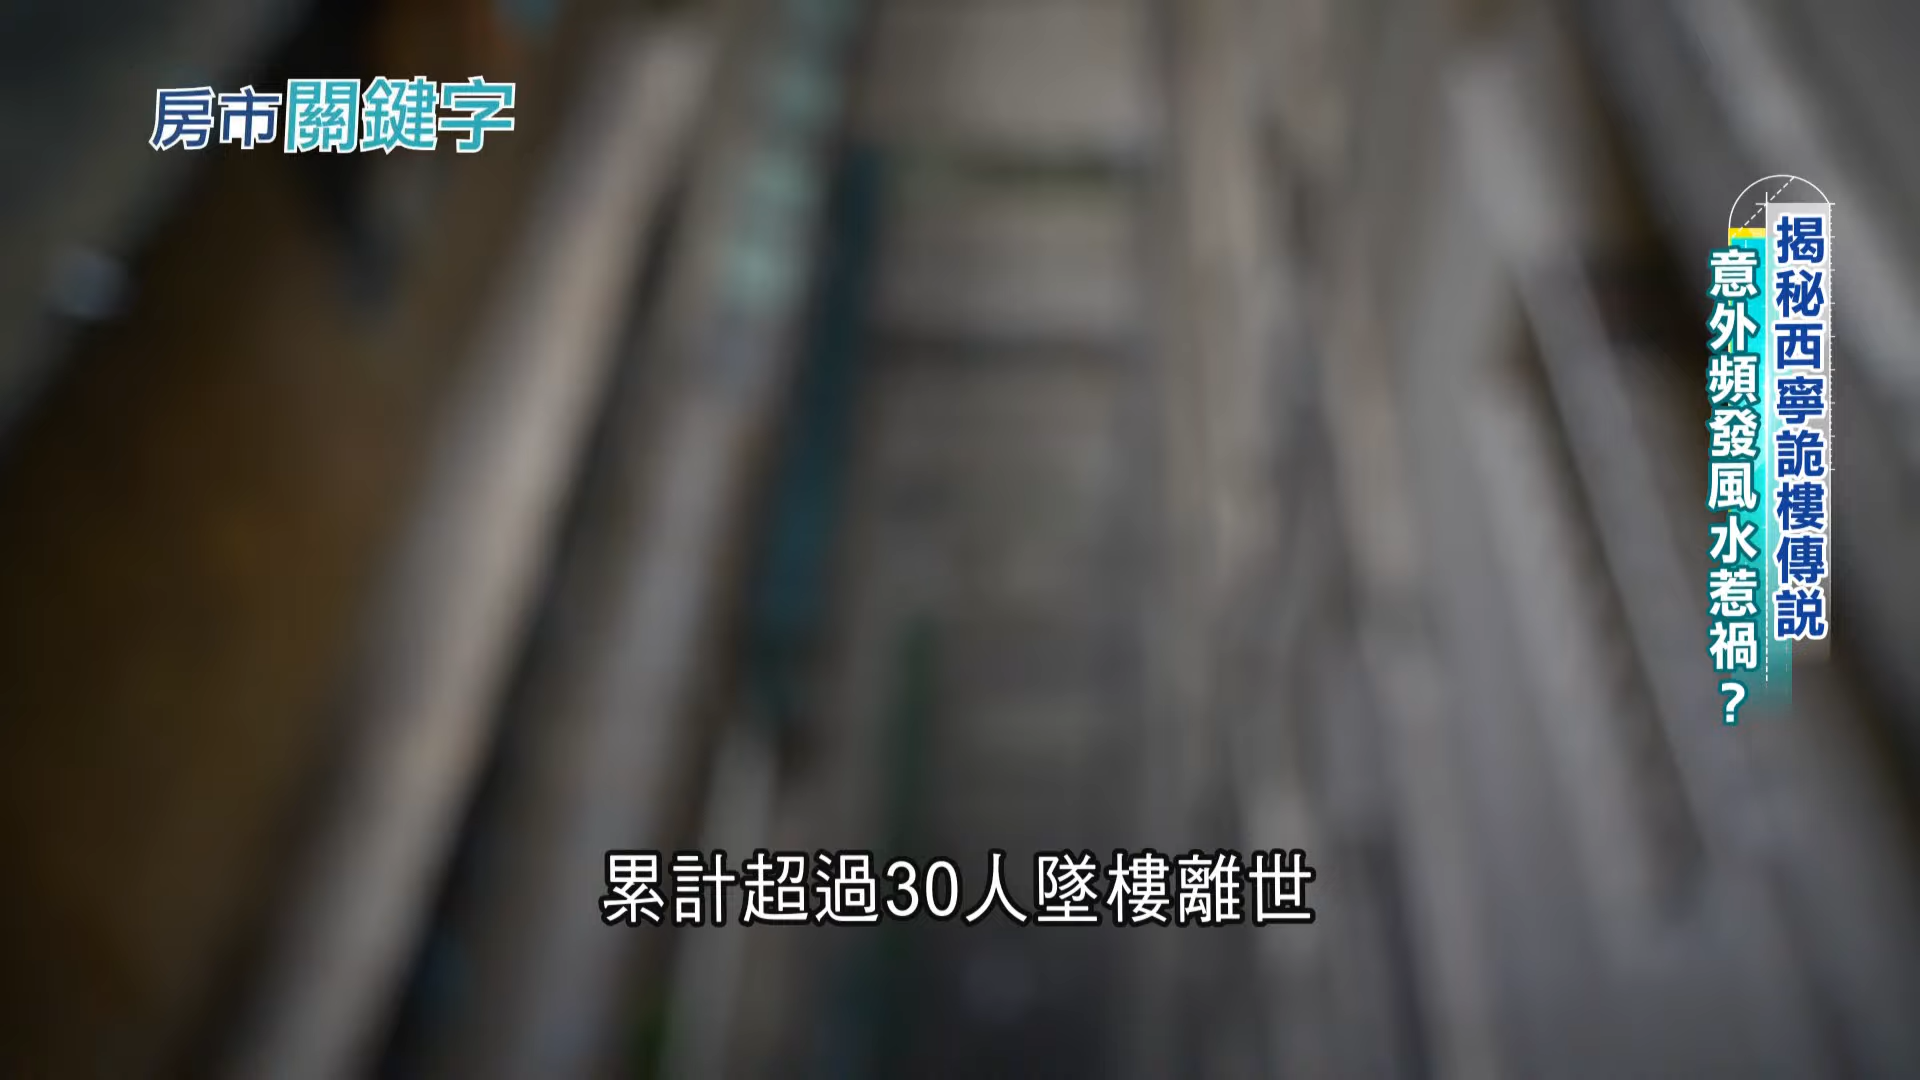 房市關鍵字
揭秘西寧詭樓傳說
意外頻發風水惹禍？
累計超過30人墜樓離世